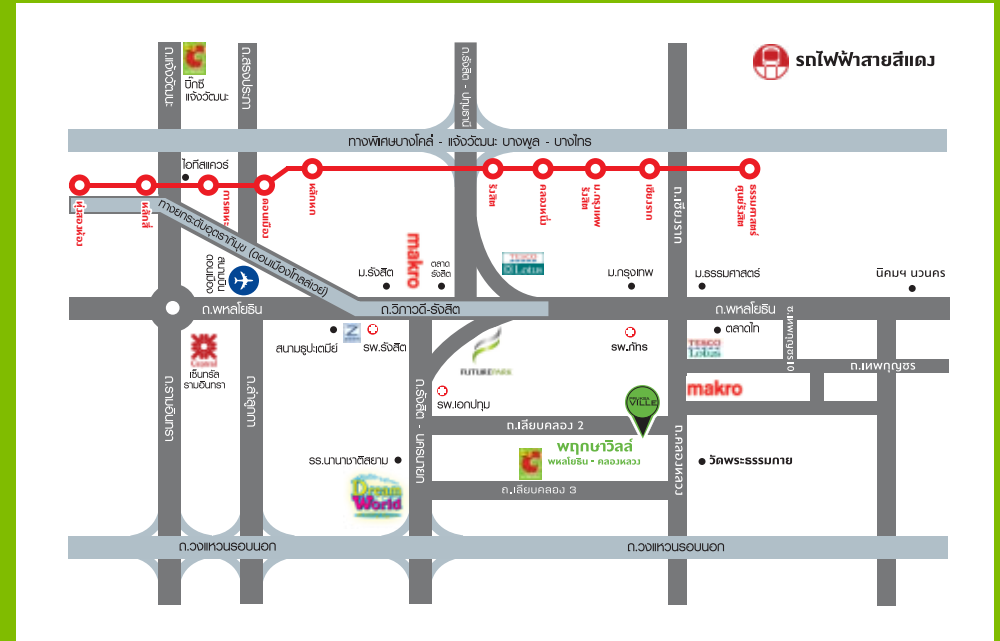 รถไฟฟ้าสายสีแดง
ถ.แจ้งวัฒนะ
บิ๊กซี
แจ้งวัฒนะ
ถ.สรงประภา
ถ.รังสิต - ปทุมธานี
ทางพิเศษบางโคล่ - แจ้งวัฒนะ บางพูล - บางไทร
ไอทีสแควร์
ทุ่งสองห้อง
หลักสี่
การเคหะ
ดอนเมือง
หลักหก
รังสิต
คลองหนึ่ง
ม.กรุงเทพ
รังสิต
เชียงราก
ธรรมศาสตร์
ศูนย์รังสิต
ถ.เชียงราก
ทางยกระดับอุตราภิมุข (ดอนเมืองโทลล์เวย์)
สนามบิน
ดอนเมือง
ม.รังสิต
makro
ตลาด
รังสิต
TESCO
Lotus
ม.กรุงเทพ
ม.ธรรมศาสตร์
นิคมฯ นวนคร
ถ.พหลโยธิน
ถ.วิภาวดี-รังสิต
ถ.พหลโยธิน
ถ.เทพกุญชร10
สนามธูปะเตมีย์
Z
รพ.รังสิต
รพ.ภัทร
ตลาดไท
TESCO
Lotus
Central
เซ็นทรัล
รามอินทรา
FUTURE PARK
ถ.เทพกุญชร
makro
ถ.รามอินทรา
ถ.ลำลูกกา
ถ.รังสิต - นครนายก
รพ.เอกปทุม
VILLE
ถ.เลียบคลอง 2
พฤกษาวิลล์
พหลโยธิน - คลองหลวง
ถ.คลองหลวง
รร.นานาชาติสยาม
วัดพระธรรมกาย
Dream
World
ถ.เลียบคลอง 3
ถ.วงแหวนรอบนอก
ถ.วงแหวนรอบนอก